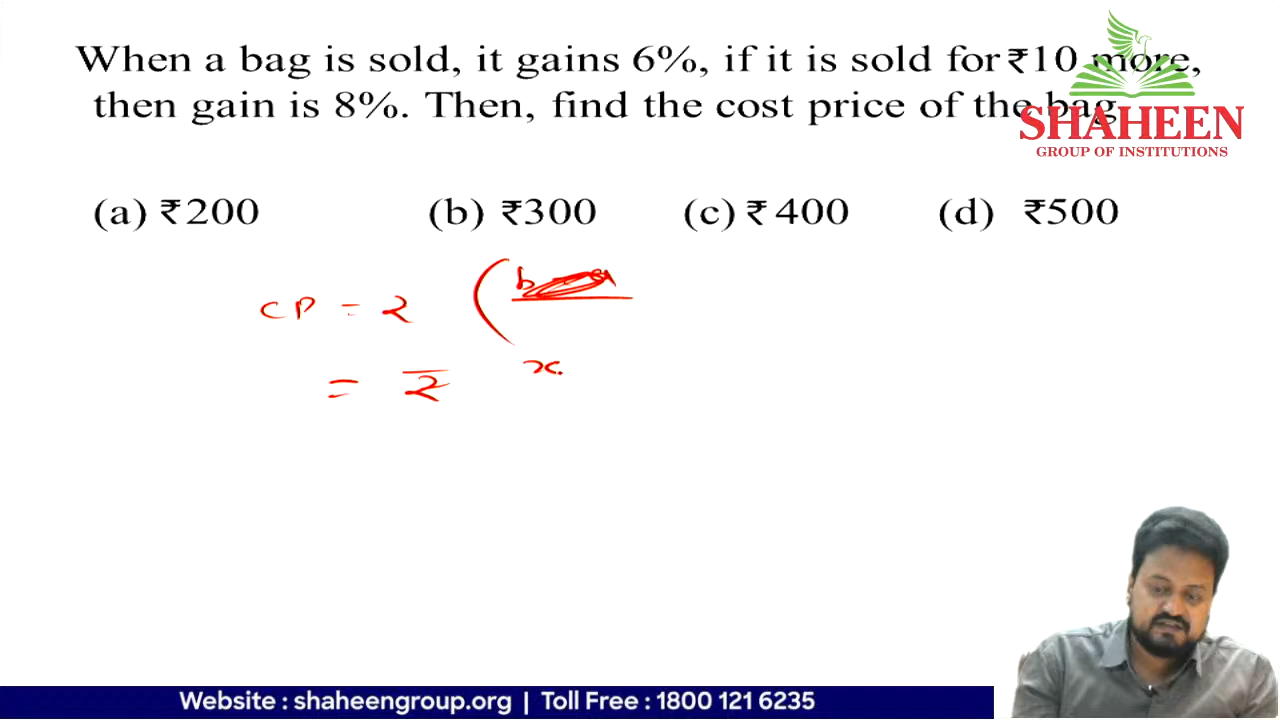 When a bag is sold, it gains 6%, if it is sold for ₹10 more,
then gain is 8%. Then, find the cost price of the bag
SHAHEEN
GROUP OF INSTITUTIONS
(a) ₹200 (b) ₹300 (c) ₹ 400 (d) ₹500
CP = 2 (
= 2 x
Website : shaheengroup.org | Toll Free : 1800 121 6235